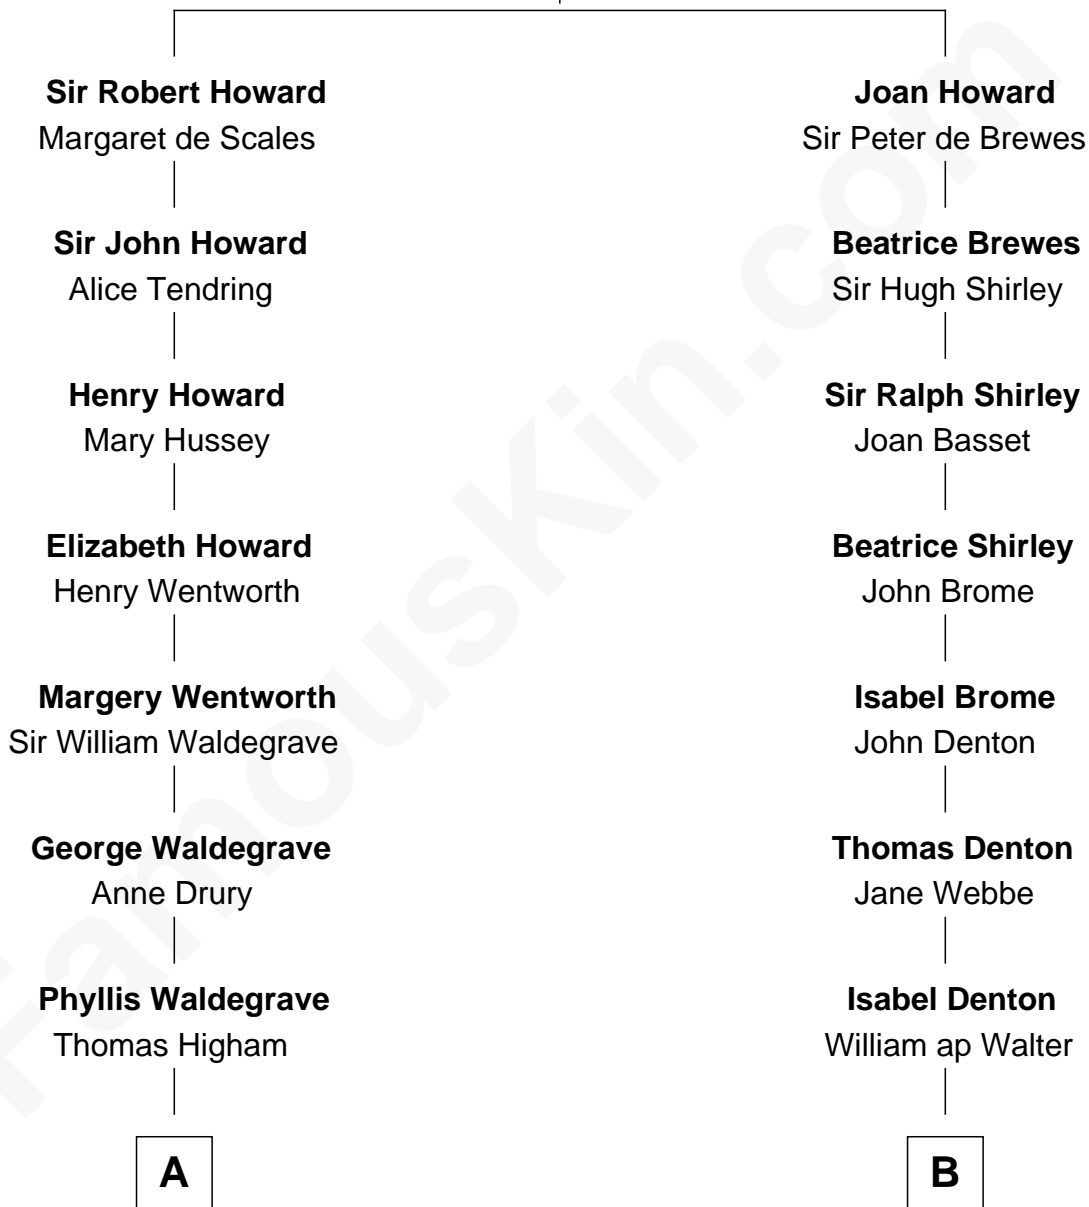 Sir Robert Howard
Margaret de Scales
Sir John Howard
Alice Tendring
Henry Howard
Mary Hussey
Elizabeth Howard
Henry Wentworth
Margery Wentworth
Sir William Waldegrave
George Waldegrave
Anne Drury
Phyllis Waldegrave
Thomas Higham
A
Joan Howard
Sir Peter de Brewes
Beatrice Brewes
Sir Hugh Shirley
Sir Ralph Shirley
Joan Basset
Beatrice Shirley
John Brome
Isabel Brome
John Denton
Thomas Denton
Jane Webbe
Isabel Denton
William ap Walter
B
FamousKin.com